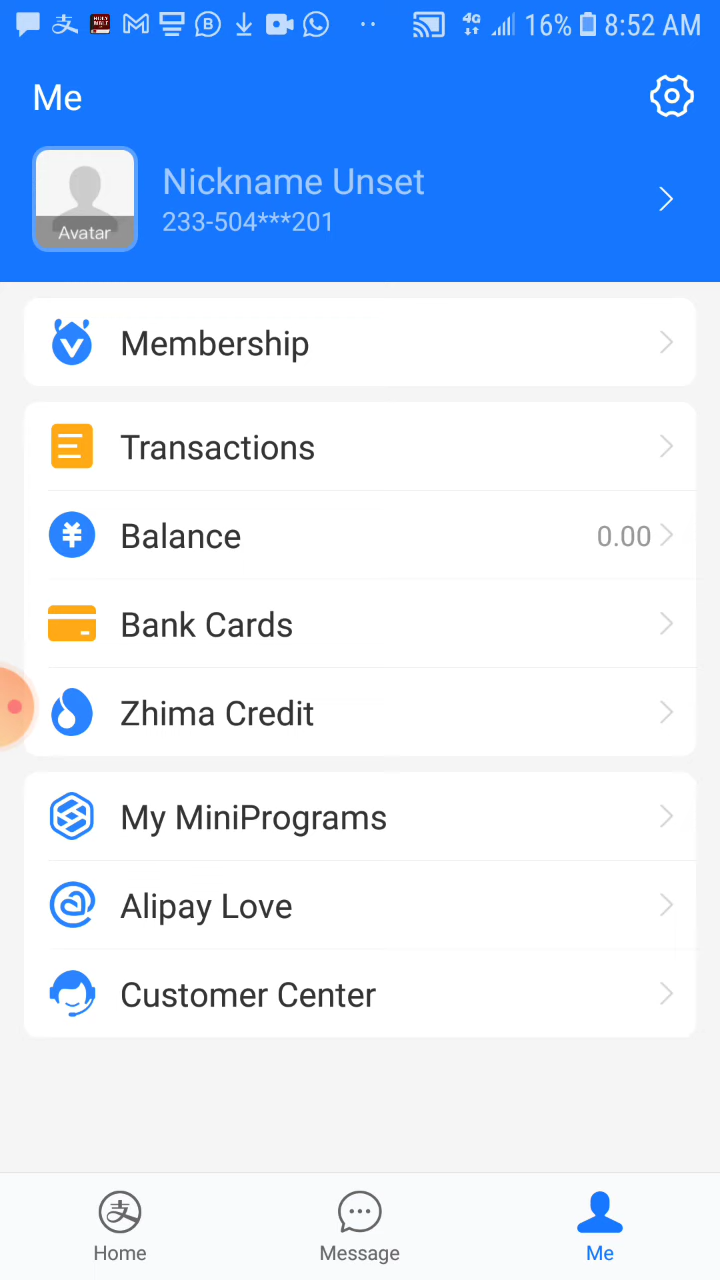 4G 16% 8:52 AM
Me
Avatar
Nickname Unset
233-504***201
Membership
Transactions
Balance 0.00
Bank Cards
Zhima Credit
My MiniPrograms
Alipay Love
Customer Center
Home Message Me